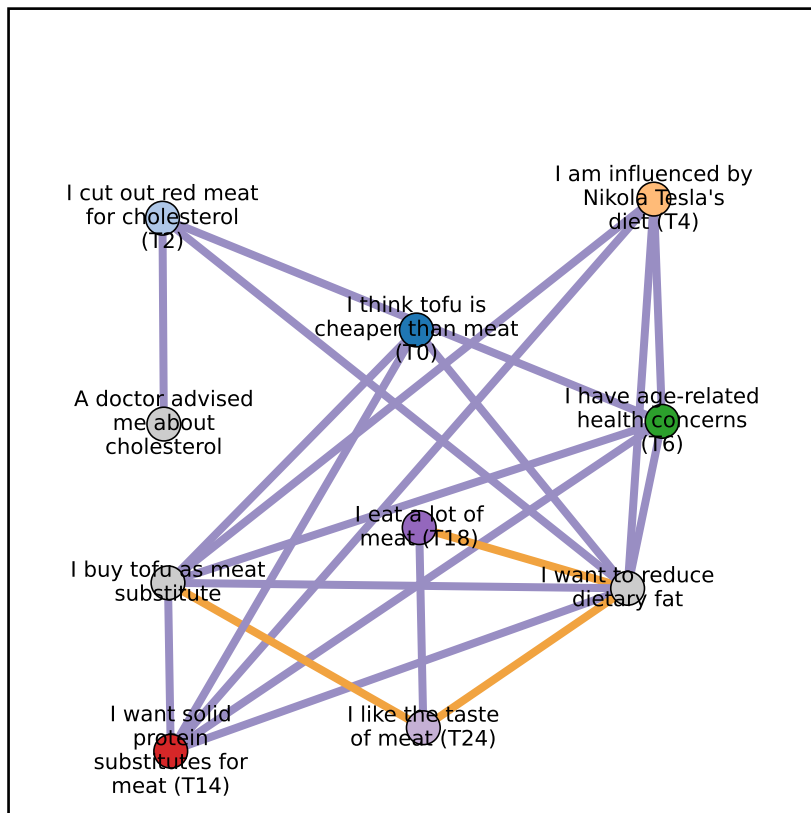 I am influenced by
Nikola Tesla's
diet (T4)
I cut out red meat
for cholesterol
(T2)
I think tofu is
cheaper than meat
(T0)
A doctor advised
me about
cholesterol
I have age-related
health concerns
(T6)
I eat a lot of
meat (T18)
I buy tofu as meat
substitute
I want to reduce
dietary fat
I want solid
protein
substitutes for
meat (T14)
I like the taste
of meat (T24)